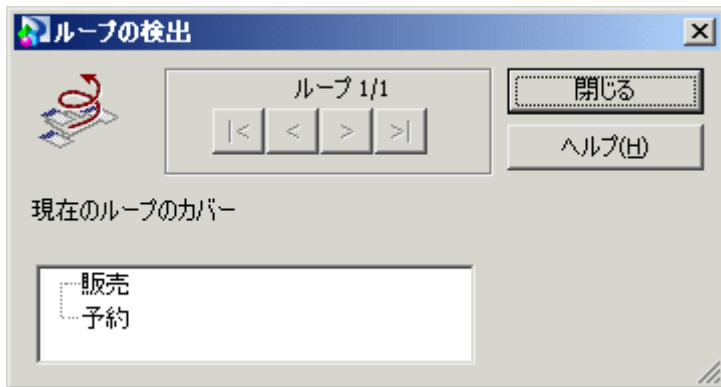 ループの検出
ループ 1/1
|<
<
>
>|
閉じる
ヘルプ(H)
現在のループのカバー
販売
予約